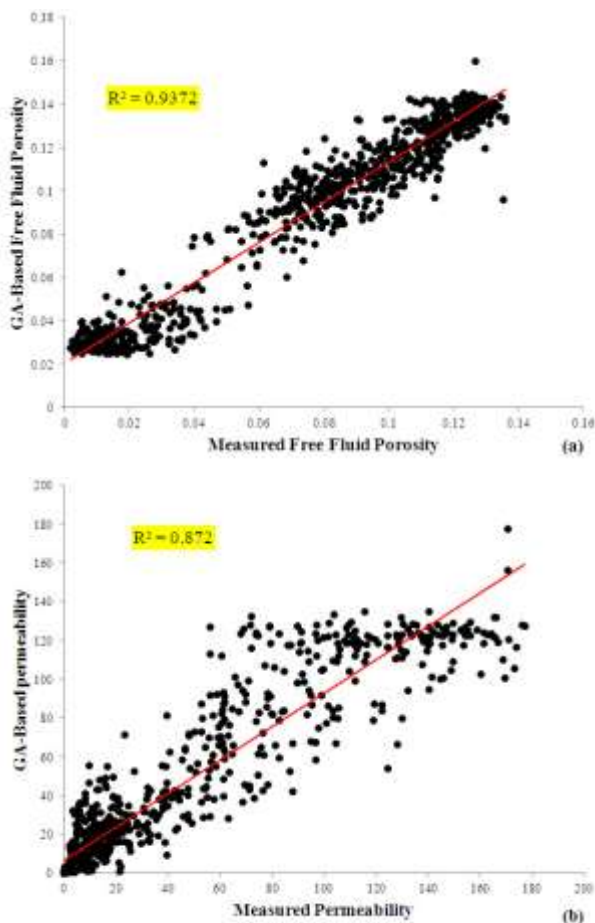 0.18
0.16
R² = 0.9372
0.14
0.12
0.1
0.08
0.06
0.04
0.02
0
GA-Based Free Fluid Porosity
0 0.02 0.04 0.06 0.08 0.1 0.12 0.14 0.16
Measured Free Fluid Porosity (a)
200
180
R² = 0.872
160
140
120
100
80
60
40
20
0
GA-Based permeability
0 20 40 60 80 100 120 140 160 180 200
Measured Permeability (b)